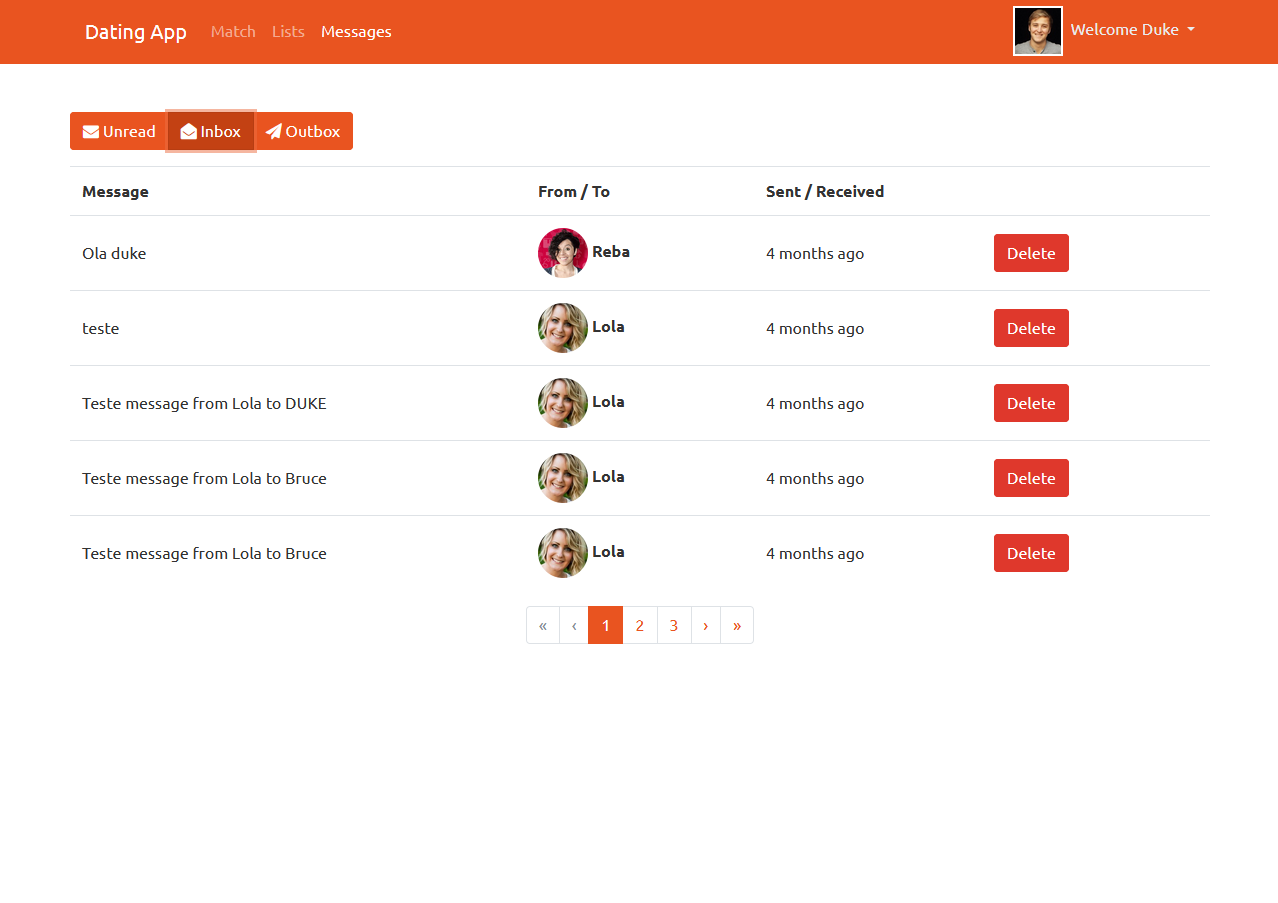 Dating App Match Lists Messages Welcome Duke
Unread Inbox Outbox
Message From / To Sent / Received
Ola duke Reba 4 months ago Delete
teste Lola 4 months ago Delete
Teste message from Lola to DUKE Lola 4 months ago Delete
Teste message from Lola to Bruce Lola 4 months ago Delete
Teste message from Lola to Bruce Lola 4 months ago Delete
« ‹ 1 2 3 › »